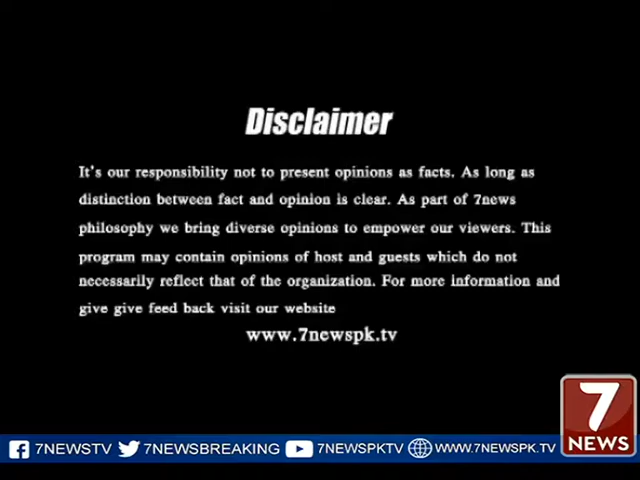 Disclaimer
It's our responsibility not to present opinions as facts. As long as
distinction between fact and opinion is clear. As part of 7news
philosophy we bring diverse opinions to empower our viewers. This
program may contain opinions of host and guests which do not
necessarily reflect that of the organization. For more information and
give give feed back visit our website
www.7newspk.tv
7 NEWS
7NEWSTV 7NEWSBREAKING 7NEWSPKTV WWW.7NEWSPK.TV